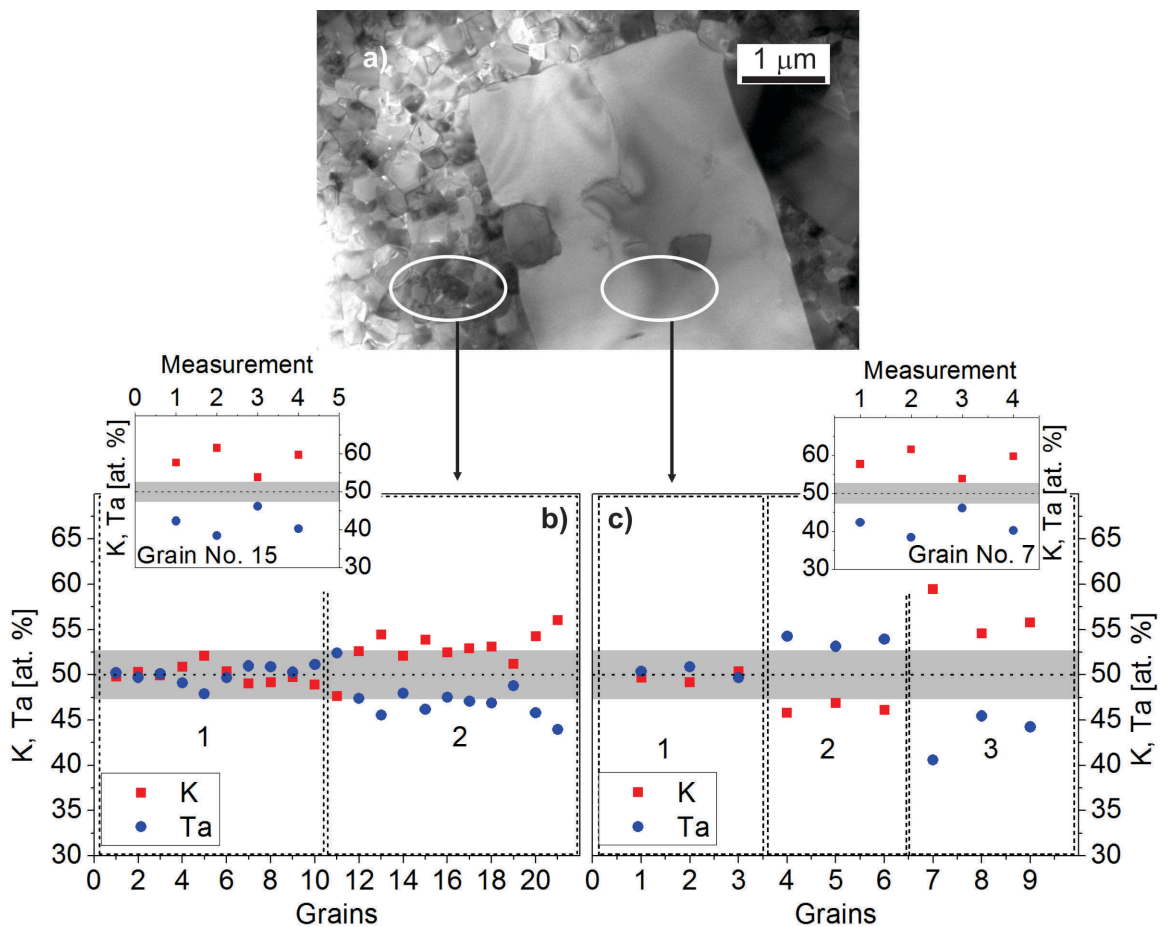 a)
1 μm
Measurement
0 1 2 3 4 5
K, Ta [at. %]
60
50
40
30
Grain No. 15
Measurement
1 2 3 4
60
50
40
30
K, Ta [at. %]
Grain No. 7
b)
K, Ta [at. %]
65
60
55
50
45
40
35
30
1
2
K
Ta
0 2 4 6 8 10 12 14 16 18 20
Grains
c)
1
2
3
K
Ta
65
60
55
50
45
40
35
30
K, Ta [at. %]
0 1 2 3 4 5 6 7 8 9
Grains